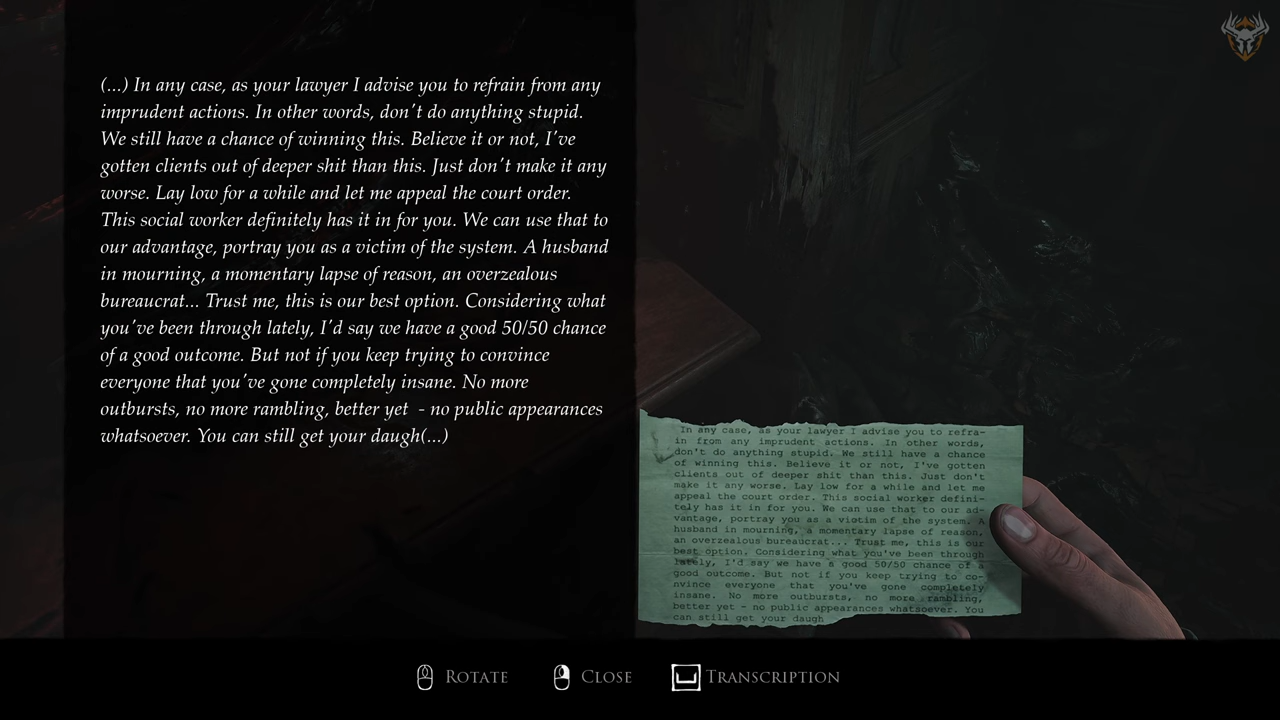 (...) In any case, as your lawyer I advise you to refrain from any
imprudent actions. In other words, don't do anything stupid.
We still have a chance of winning this. Believe it or not, I've
gotten clients out of deeper shit than this. Just don't make it any
worse. Lay low for a while and let me appeal the court order.
This social worker definitely has it in for you. We can use that to
our advantage, portray you as a victim of the system. A husband
in mourning, a momentary lapse of reason, an overzealous
bureaucrat... Trust me, this is our best option. Considering what
you've been through lately, I'd say we have a good 50/50 chance
of a good outcome. But not if you keep trying to convince
everyone that you've gone completely insane. No more
outbursts, no more rambling, better yet  - no public appearances
whatsoever. You can still get your daugh(...)
In any case, as your lawyer I advise you to refra-
in from any imprudent actions. In other words,
don't do anything stupid. We still have a chance
of winning this. Believe it or not, I've gotten
clients out of deeper shit than this. Just don't
make it any worse. Lay low for a while and let me
appeal the court order. This social worker defini-
tely has it in for you. We can use that to our ad-
vantage, portray you as a victim of the system. A
husband in mourning, a momentary lapse of reason,
an overzealous bureaucrat... Trust me, this is our
best option. Considering what you've been through
lately, I'd say we have a good 50/50 chance of a
good outcome. But not if you keep trying to co-
nvince everyone that you've gone completely
insane. No more outbursts, no more rambling,
better yet - no public appearances whatsoever. You
can still get your daugh
ROTATE
CLOSE
TRANSCRIPTION